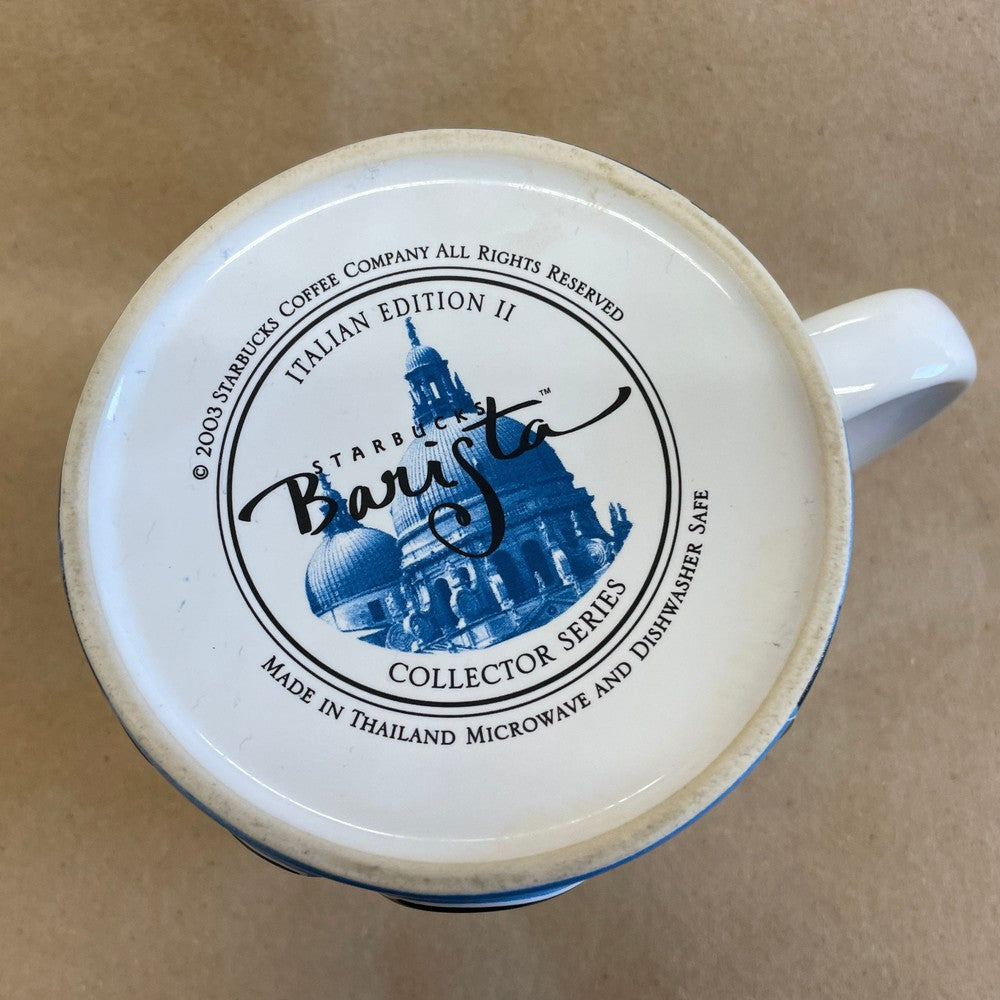 © 2003 STARBUCKS COFFEE COMPANY ALL RIGHTS RESERVED
ITALIAN EDITION II
STARBUCKS
Barista™
COLLECTOR SERIES
MADE IN THAILAND MICROWAVE AND DISHWASHER SAFE